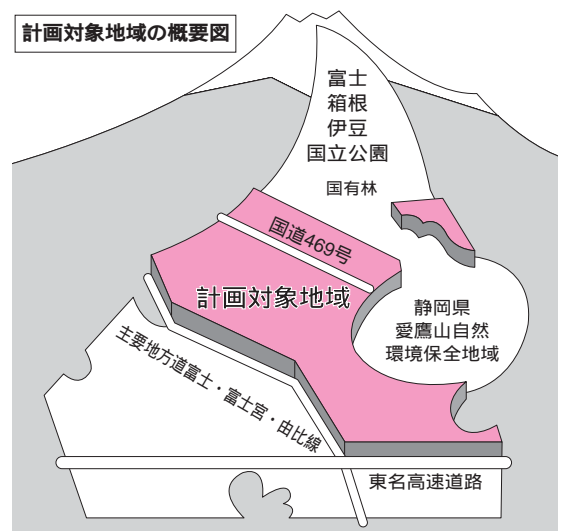 計画対象地域の概要図
富士
箱根
伊豆
国立公園
国有林
国道469号
計画対象地域
静岡県
愛鷹山自然
環境保全地域
主要地方道富士・富士宮・由比線
東名高速道路